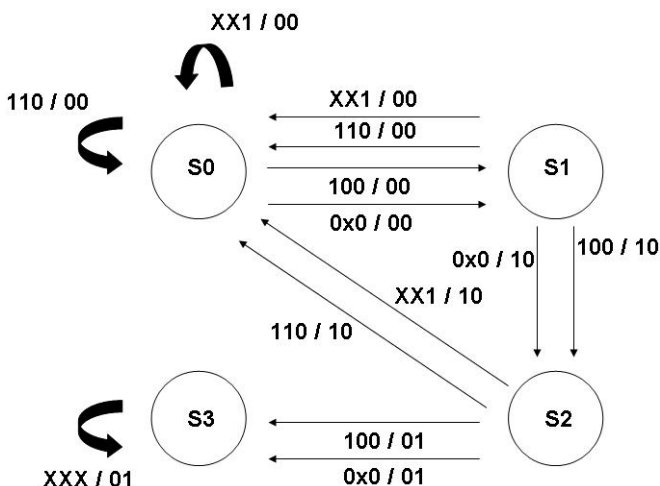 XX1 / 00
110 / 00
XX1 / 00
110 / 00
S0
S1
100 / 00
0x0 / 00
0x0 / 10
100 / 10
XX1 / 10
110 / 10
S3
S2
100 / 01
0x0 / 01
XXX / 01